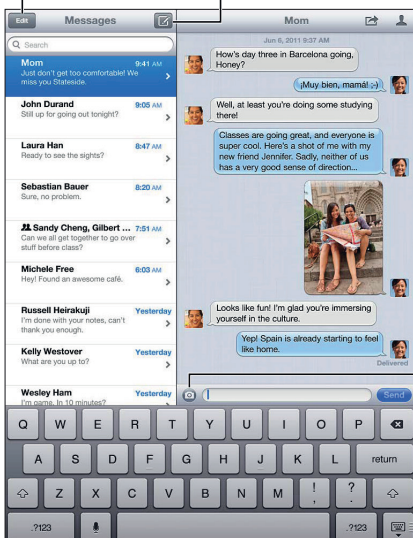 Edit
Messages
Search
Mom
9:41 AM
Just don't get too comfortable! We
miss you Stateside.
John Durand
9:05 AM
Still up for going out tonight?
Laura Han
8:47 AM
Ready to see the sights?
Sebastian Bauer
8:20 AM
Sure, no problem.
Sandy Cheng, Gilbert ...
7:51 AM
Can we all get together to go over
stuff before class?
Michele Free
6:03 AM
Hey! Found an awesome café.
Russell Heirakuji
Yesterday
I'm done with your notes, can't
thank you enough.
Kelly Westover
Yesterday
What are you up to?
Wesley Ham
Yesterday
I'm game. In 10 minutes?
Mom
Jun 6, 2011 9:37 AM
How's day three in Barcelona going,
Honey?
¡Muy bien, mamá! ;-)
Well, at least you're doing some studying
there!
Classes are going great, and everyone is
super cool. Here's a shot of me with my
new friend Jennifer. Sadly, neither of us
has a very good sense of direction...
Looks like fun! I'm glad you're immersing
yourself in the culture.
Yep! Spain is already starting to feel
like home.
Delivered
Send
Q W E R T Y U I O P
A S D F G H J K L return
Z X C V B N M ! , ? .
.?123 .?123